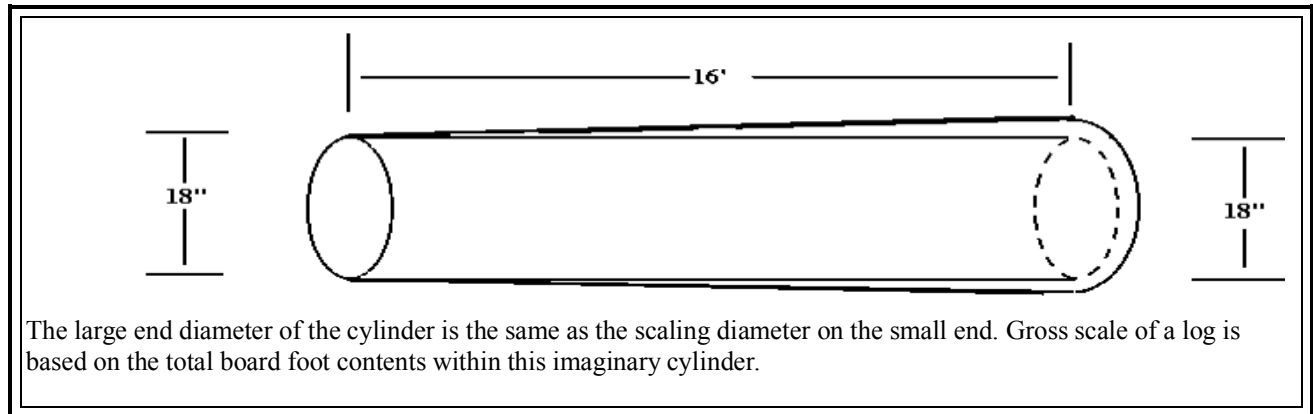 16'
18"
18"
The large end diameter of the cylinder is the same as the scaling diameter on the small end. Gross scale of a log is
based on the total board foot contents within this imaginary cylinder.